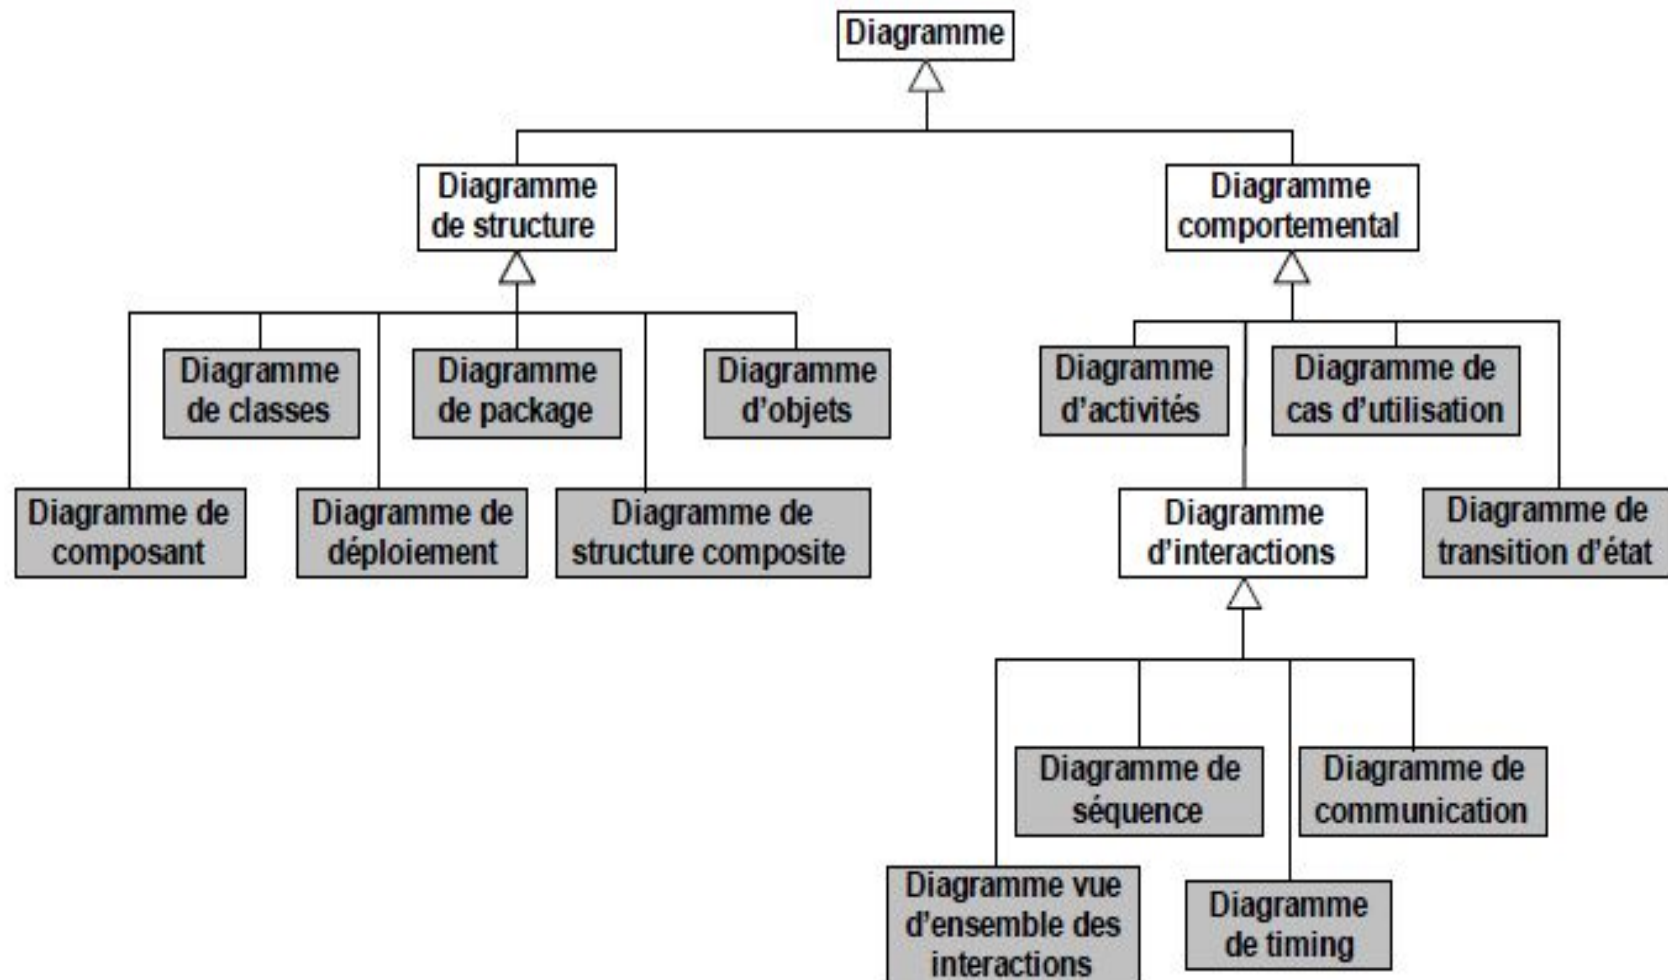 Diagramme
Diagramme
de structure
Diagramme
comportemental
Diagramme
de classes
Diagramme
de package
Diagramme
d’objets
Diagramme
d’activités
Diagramme de
cas d’utilisation
Diagramme de
composant
Diagramme de
déploiement
Diagramme de
structure composite
Diagramme
d’interactions
Diagramme de
transition d’état
Diagramme de
séquence
Diagramme de
communication
Diagramme vue
d’ensemble des
interactions
Diagramme
de timing